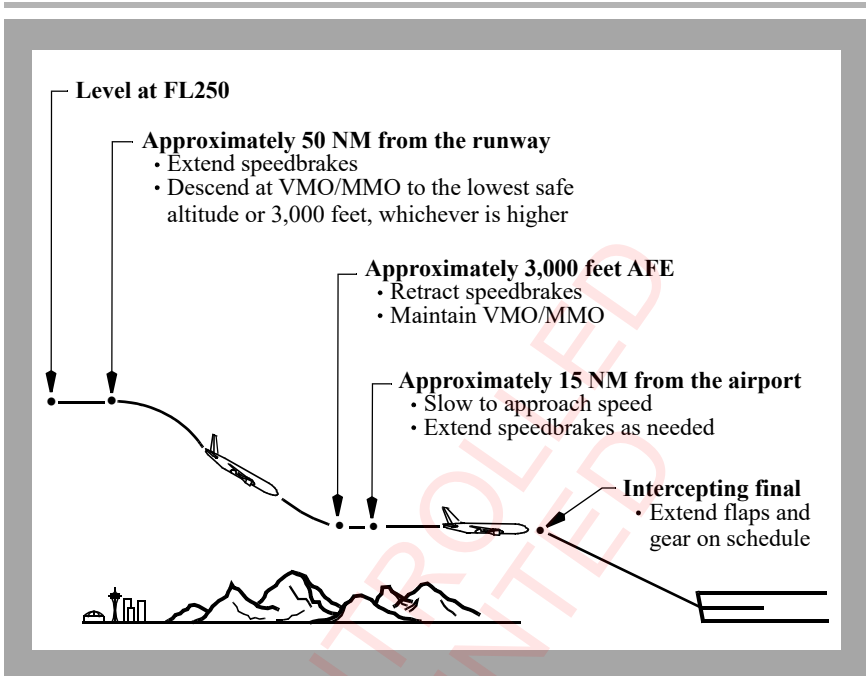 Level at FL250
Approximately 50 NM from the runway
• Extend speedbrakes
• Descend at VMO/MMO to the lowest safe
altitude or 3,000 feet, whichever is higher
Approximately 3,000 feet AFE
• Retract speedbrakes
• Maintain VMO/MMO
Approximately 15 NM from the airport
• Slow to approach speed
• Extend speedbrakes as needed
Intercepting final
• Extend flaps and
gear on schedule